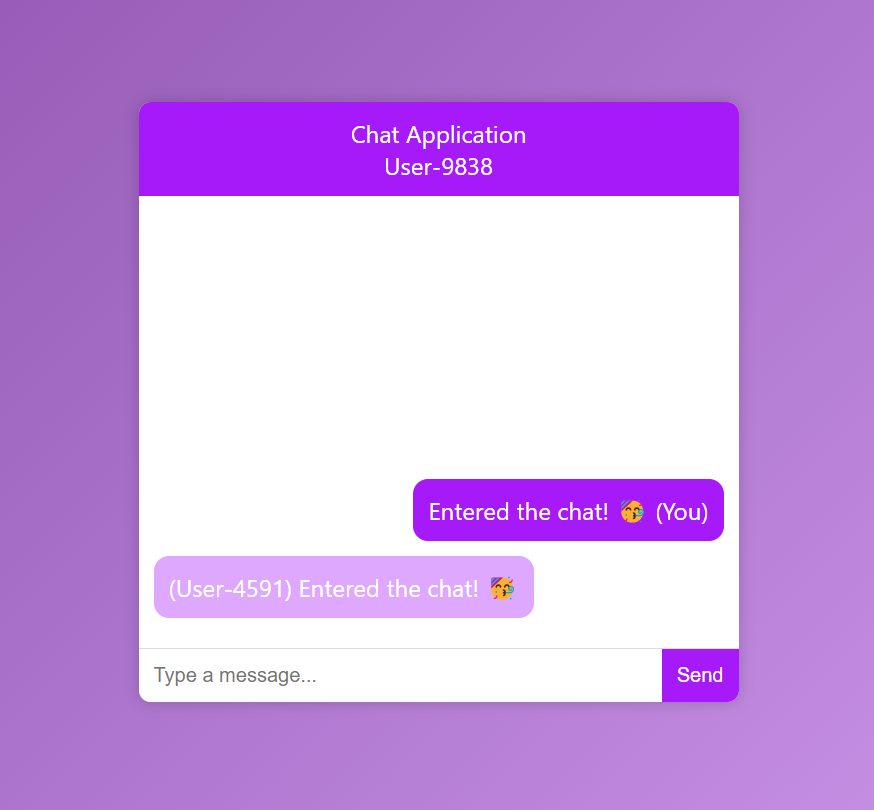 Chat Application
User-9838
Entered the chat! 🥳 (You)
(User-4591) Entered the chat! 🥳
Type a message...
Send